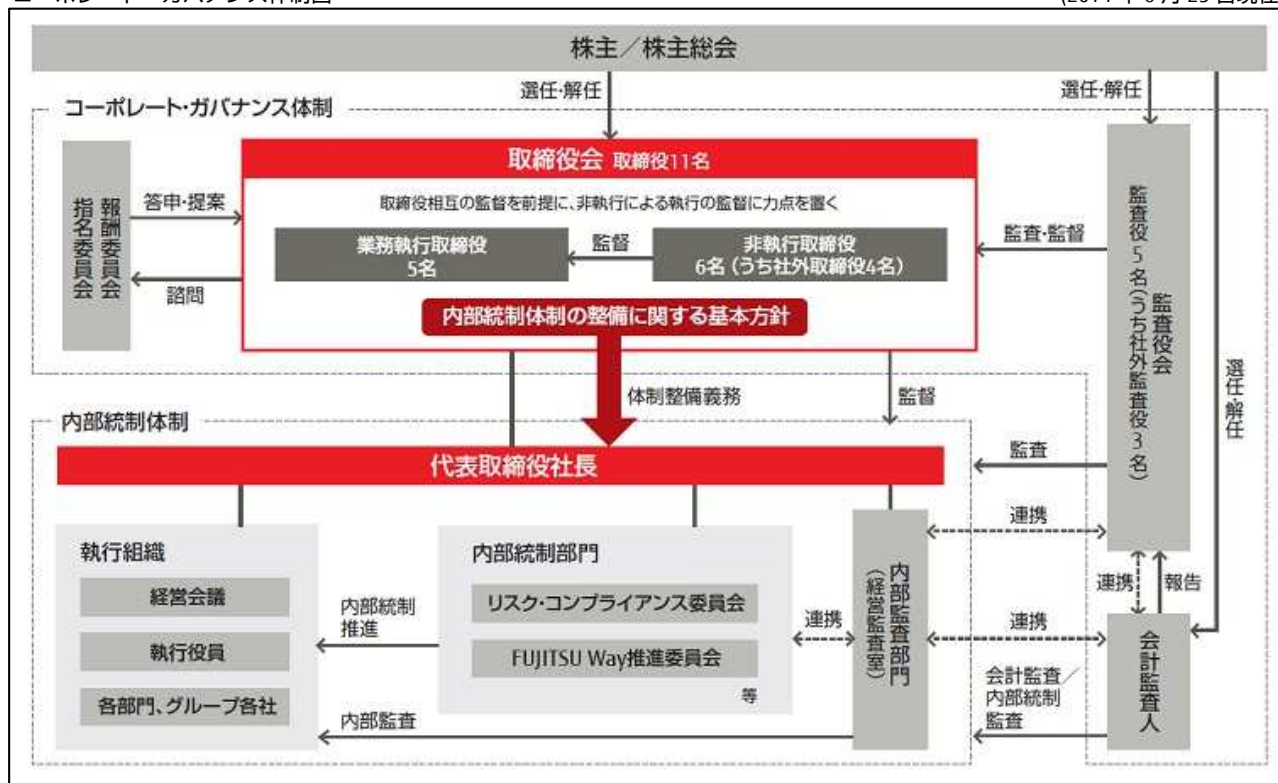 株主／株主総会
選任・解任
選任・解任
コーポレート・ガバナンス体制
取締役会 取締役11名
取締役相互の監督を前提に、非執行による執行の監督に力点を置く
業務執行取締役
5名
監督
非執行取締役
6名（うち社外取締役4名）
内部統制体制の整備に関する基本方針
答申・提案
諮問
報酬委員会
指名委員会
監査・監督
監査役会
監査役5名（うち社外監査役3名）
選任・解任
体制整備義務
監督
内部統制体制
代表取締役社長
監査
連携
執行組織
経営会議
執行役員
各部門、グループ各社
内部統制
推進
内部統制部門
リスク・コンプライアンス委員会
FUJITSU Way推進委員会
等
連携
内部監査部門
（経営監査室）
連携
連携
報告
会計監査人
会計監査／
内部統制
監査
内部監査